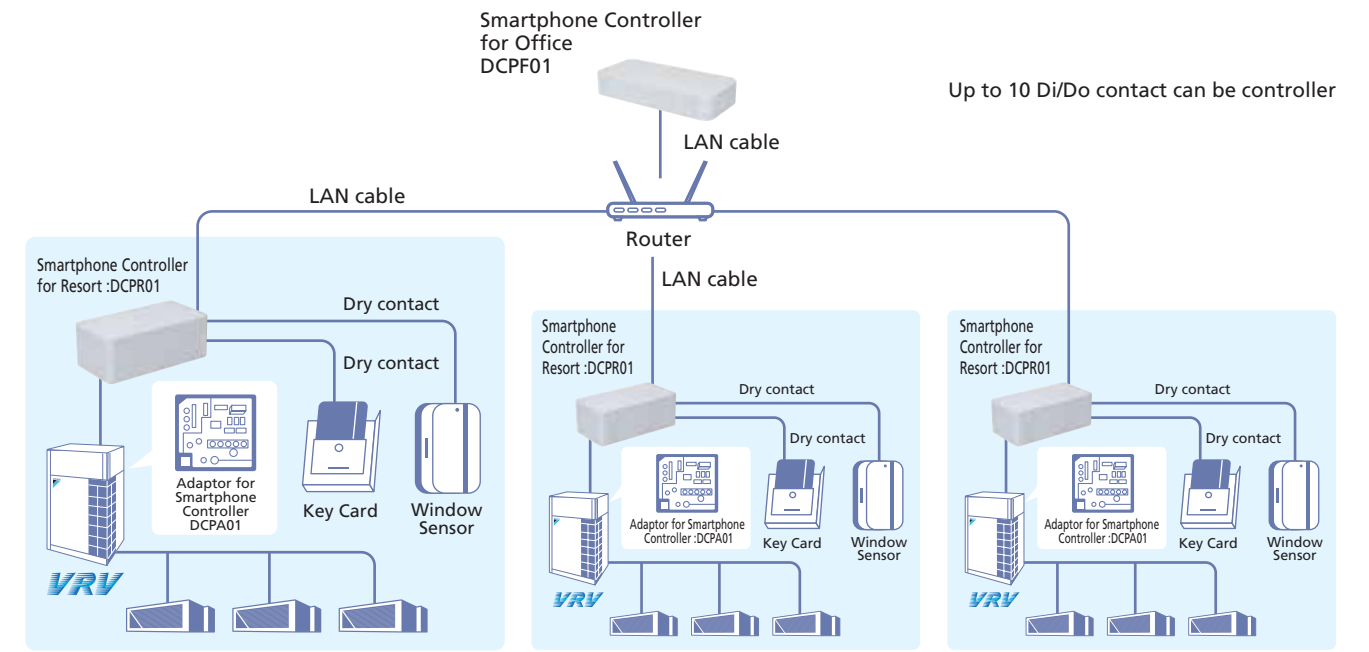 Smartphone Controller
for Office
DCPF01
Up to 10 Di/Do contact can be controller
LAN cable
LAN cable
Router
LAN cable
Smartphone Controller
for Resort :DCPR01
Dry contact
Dry contact
Adaptor for
Smartphone
Controller
DCPA01
Key Card
Window
Sensor
VRV
Smartphone
Controller for
Resort :DCPR01
Dry contact
Dry contact
Adaptor for Smartphone
Controller :DCPA01
Key Card
Window
Sensor
VRV
Smartphone
Controller for
Resort :DCPR01
Dry contact
Dry contact
Adaptor for Smartphone
Controller :DCPA01
Key Card
Window
Sensor
VRV